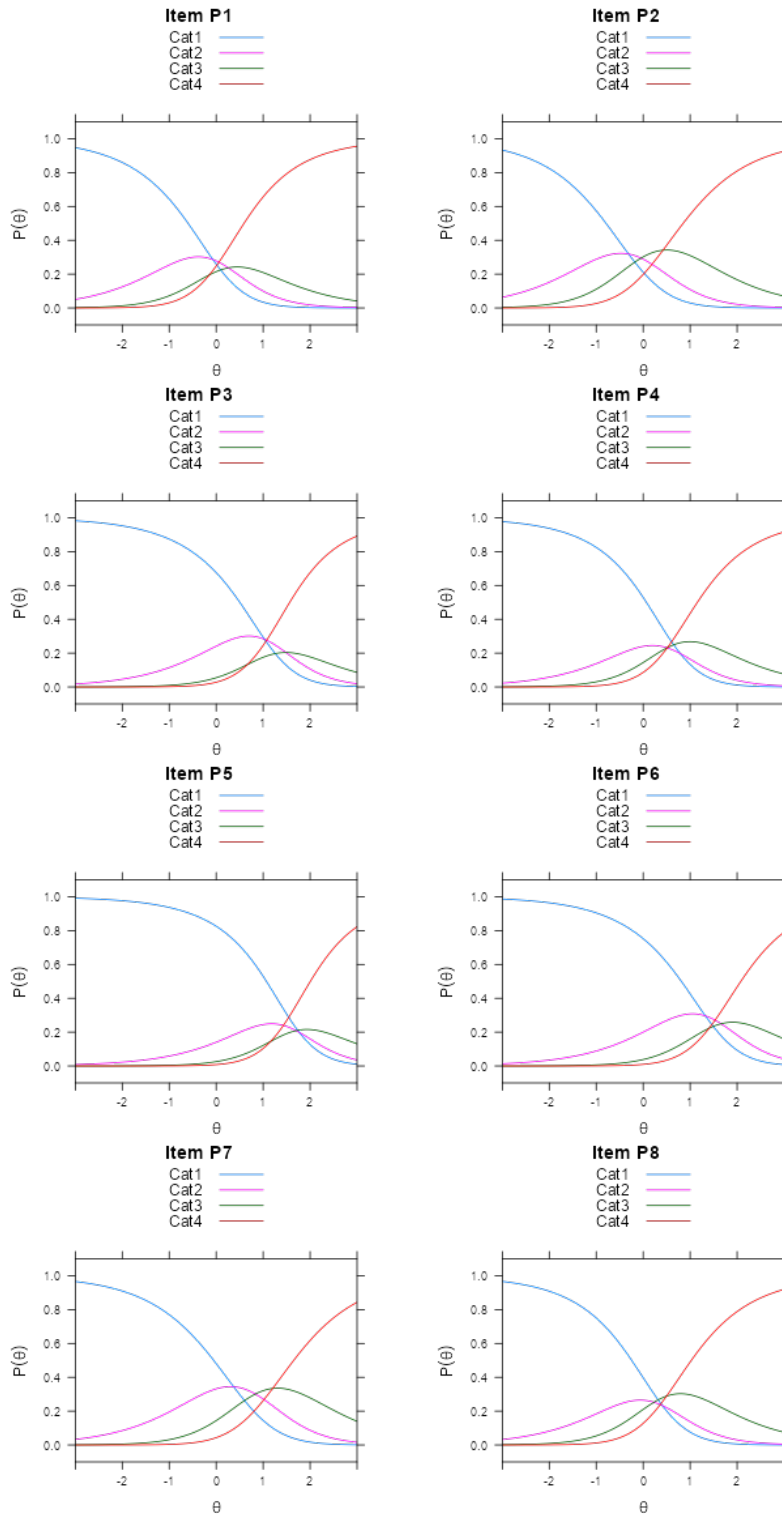 Item P1
Cat1
Cat2
Cat3
Cat4
1.0
0.8
0.6
0.4
0.2
0.0
P(θ)
-2 -1 0 1 2
θ
Item P2
Cat1
Cat2
Cat3
Cat4
1.0
0.8
0.6
0.4
0.2
0.0
P(θ)
-2 -1 0 1 2
θ
Item P3
Cat1
Cat2
Cat3
Cat4
1.0
0.8
0.6
0.4
0.2
0.0
P(θ)
-2 -1 0 1 2
θ
Item P4
Cat1
Cat2
Cat3
Cat4
1.0
0.8
0.6
0.4
0.2
0.0
P(θ)
-2 -1 0 1 2
θ
Item P5
Cat1
Cat2
Cat3
Cat4
1.0
0.8
0.6
0.4
0.2
0.0
P(θ)
-2 -1 0 1 2
θ
Item P6
Cat1
Cat2
Cat3
Cat4
1.0
0.8
0.6
0.4
0.2
0.0
P(θ)
-2 -1 0 1 2
θ
Item P7
Cat1
Cat2
Cat3
Cat4
1.0
0.8
0.6
0.4
0.2
0.0
P(θ)
-2 -1 0 1 2
θ
Item P8
Cat1
Cat2
Cat3
Cat4
1.0
0.8
0.6
0.4
0.2
0.0
P(θ)
-2 -1 0 1 2
θ